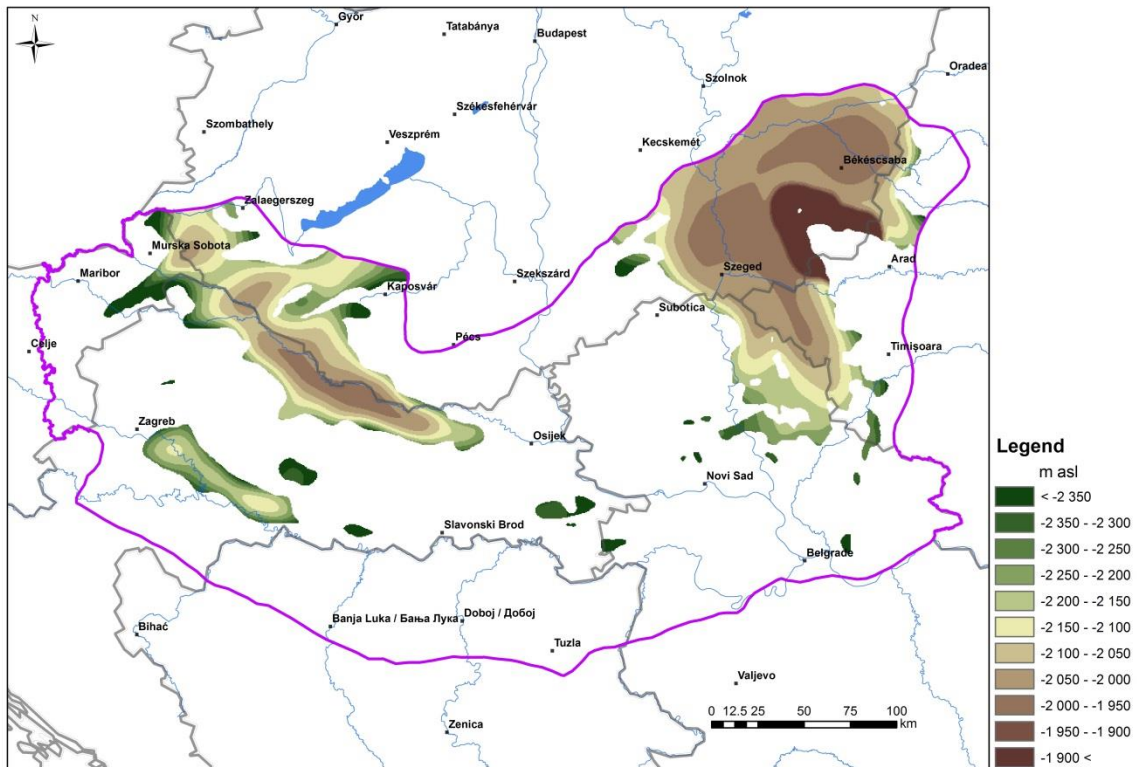 N
Győr
Tatabánya
Budapest
Oradea
Szolnok
Székesfehérvár
Szombathely
Veszprém
Kecskemét
Békéscsaba
Zalaegerszeg
Murska Sobota
Maribor
Kaposvár
Szekszárd
Szeged
Arad
Subotica
Celje
Pécs
Timişoara
Zagreb
Osijek
Novi Sad
Slavonski Brod
Belgrade
Banja Luka / Бања Лука
Doboj / Добој
Bihać
Tuzla
Valjevo
Zenica
0 12.5 25 50 75 100
km
Legend
m asl
< -2 350
-2 350 - -2 300
-2 300 - -2 250
-2 250 - -2 200
-2 200 - -2 150
-2 150 - -2 100
-2 100 - -2 050
-2 050 - -2 000
-2 000 - -1 950
-1 950 - -1 900
-1 900 <